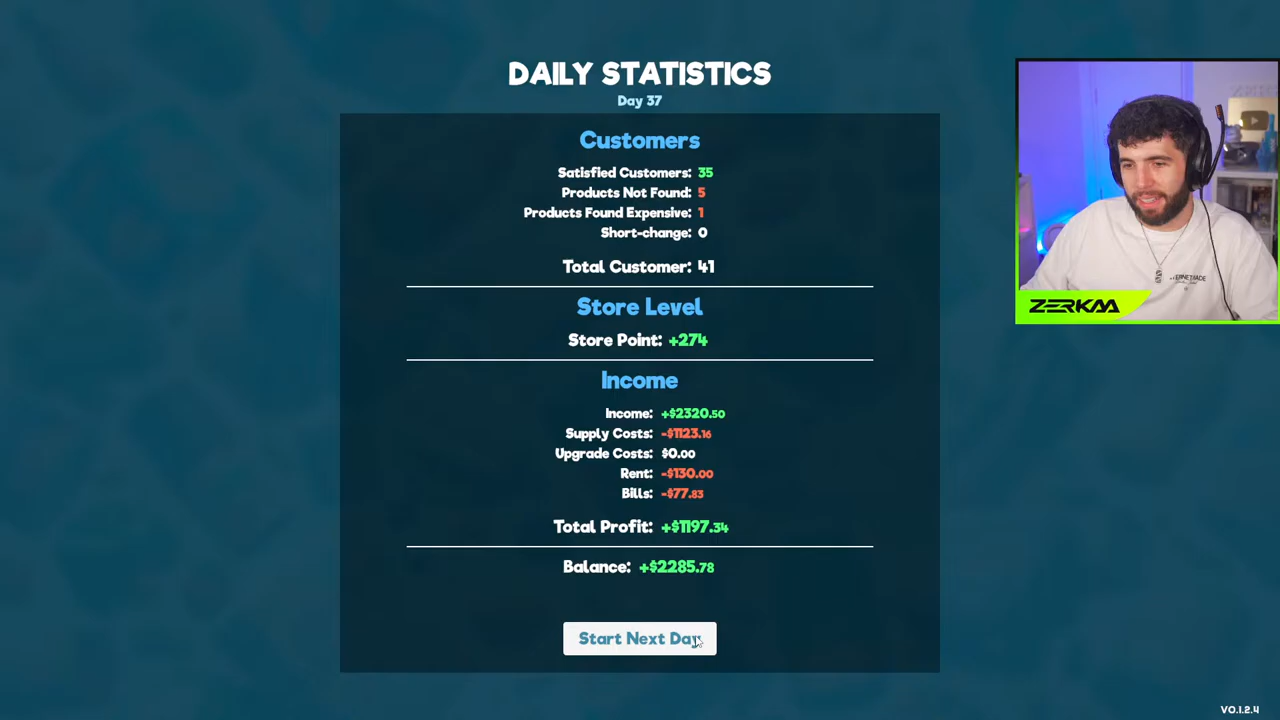 DAILY STATISTICS
Day 37
Customers
Satisfied Customers: 35
Products Not Found: 5
Products Found Expensive: 1
Short-change: 0
Total Customer: 41
Store Level
Store Point: +274
Income
Income: +$2320.50
Supply Costs: -$1123.16
Upgrade Costs: $0.00
Rent: -$130.00
Bills: -$77.83
Total Profit: +$1197.34
Balance: +$2285.78
Start Next Day
ZERKAA
V0.1.2.4